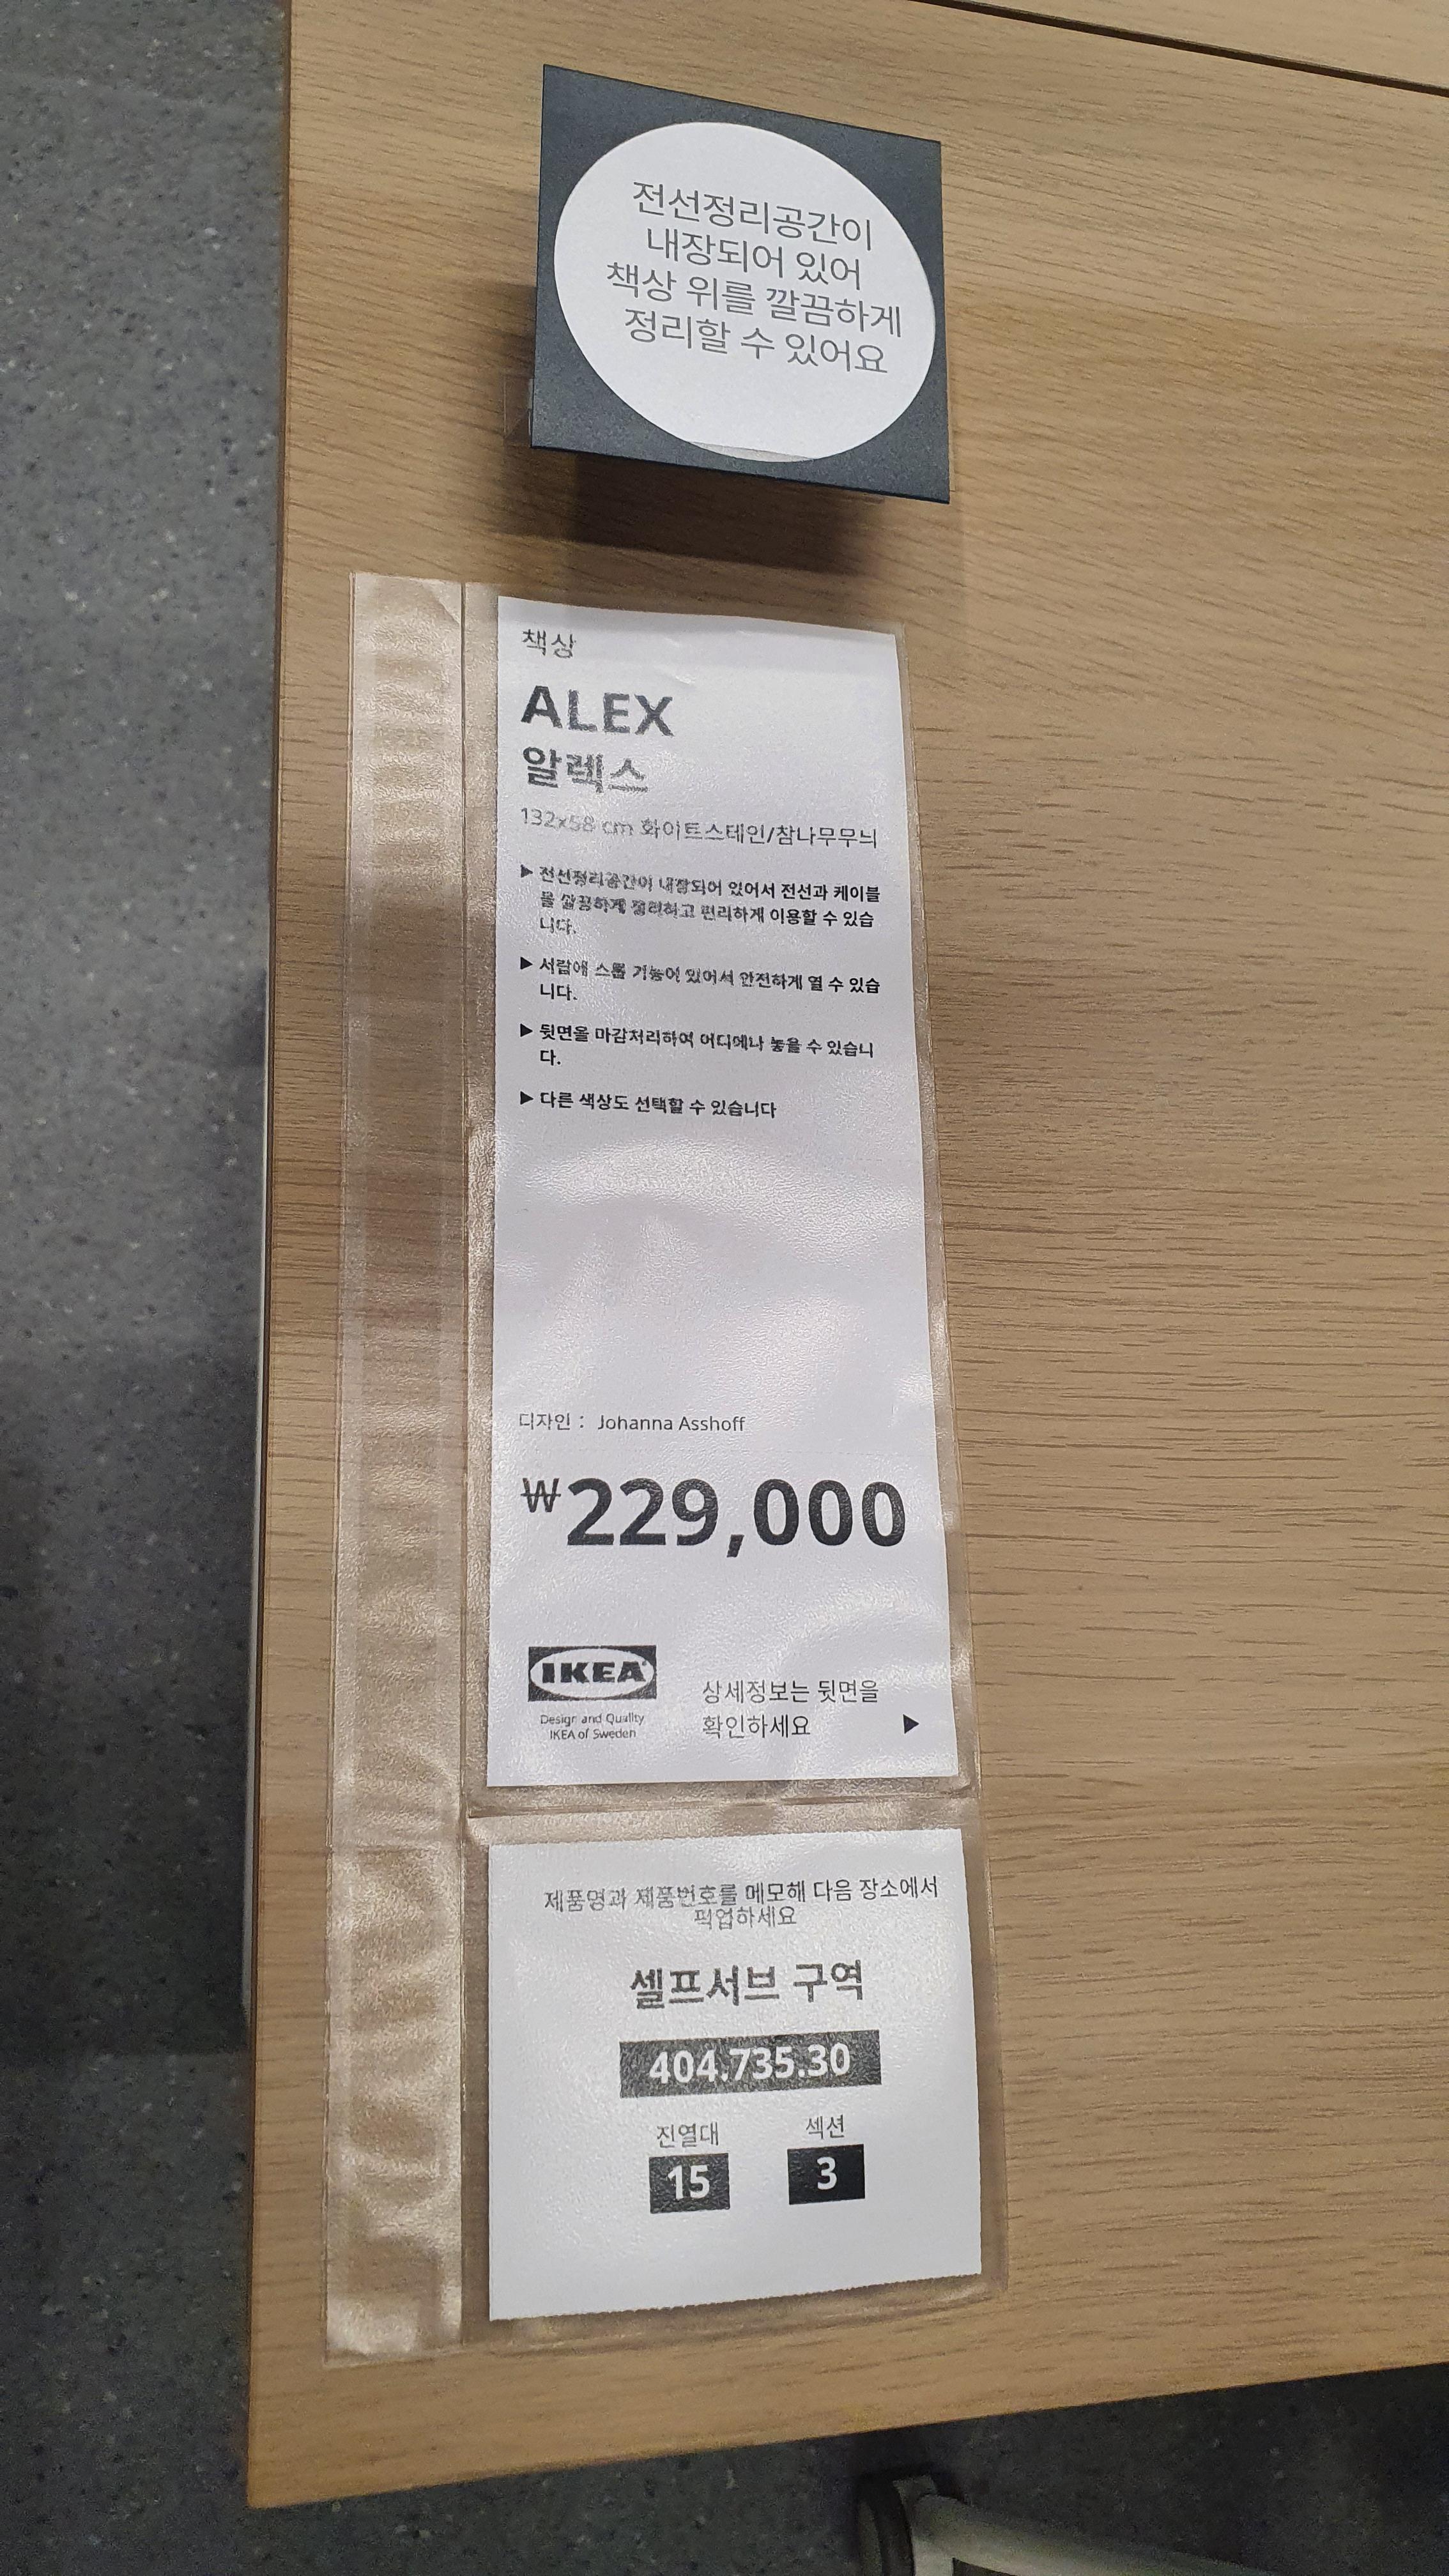 전선정리공간이
내장되어 있어
책상 위를 깔끔하게
정리할 수 있어요
책상
ALEX
알렉스
132x58 cm 화이트스테인/참나무무늬
▶ 전선정리공간이 내장되어 있어서 전선과 케이블
을 깔끔하게 정리하고 편리하게 이용할 수 있습
니다.
▶ 서랍에 스톱 기능이 있어서 안전하게 열 수 있습
니다.
▶ 뒷면을 마감처리하여 어디에나 놓을 수 있습니
다.
▶ 다른 색상도 선택할 수 있습니다
디자인 : Johanna Asshoff
₩229,000
IKEA
Design and Quality
IKEA of Sweden
상세정보는 뒷면을
확인하세요 ▶
제품명과 제품번호를 메모해 다음 장소에서
픽업하세요
셀프서브 구역
404.735.30
진열대 섹션
15 3